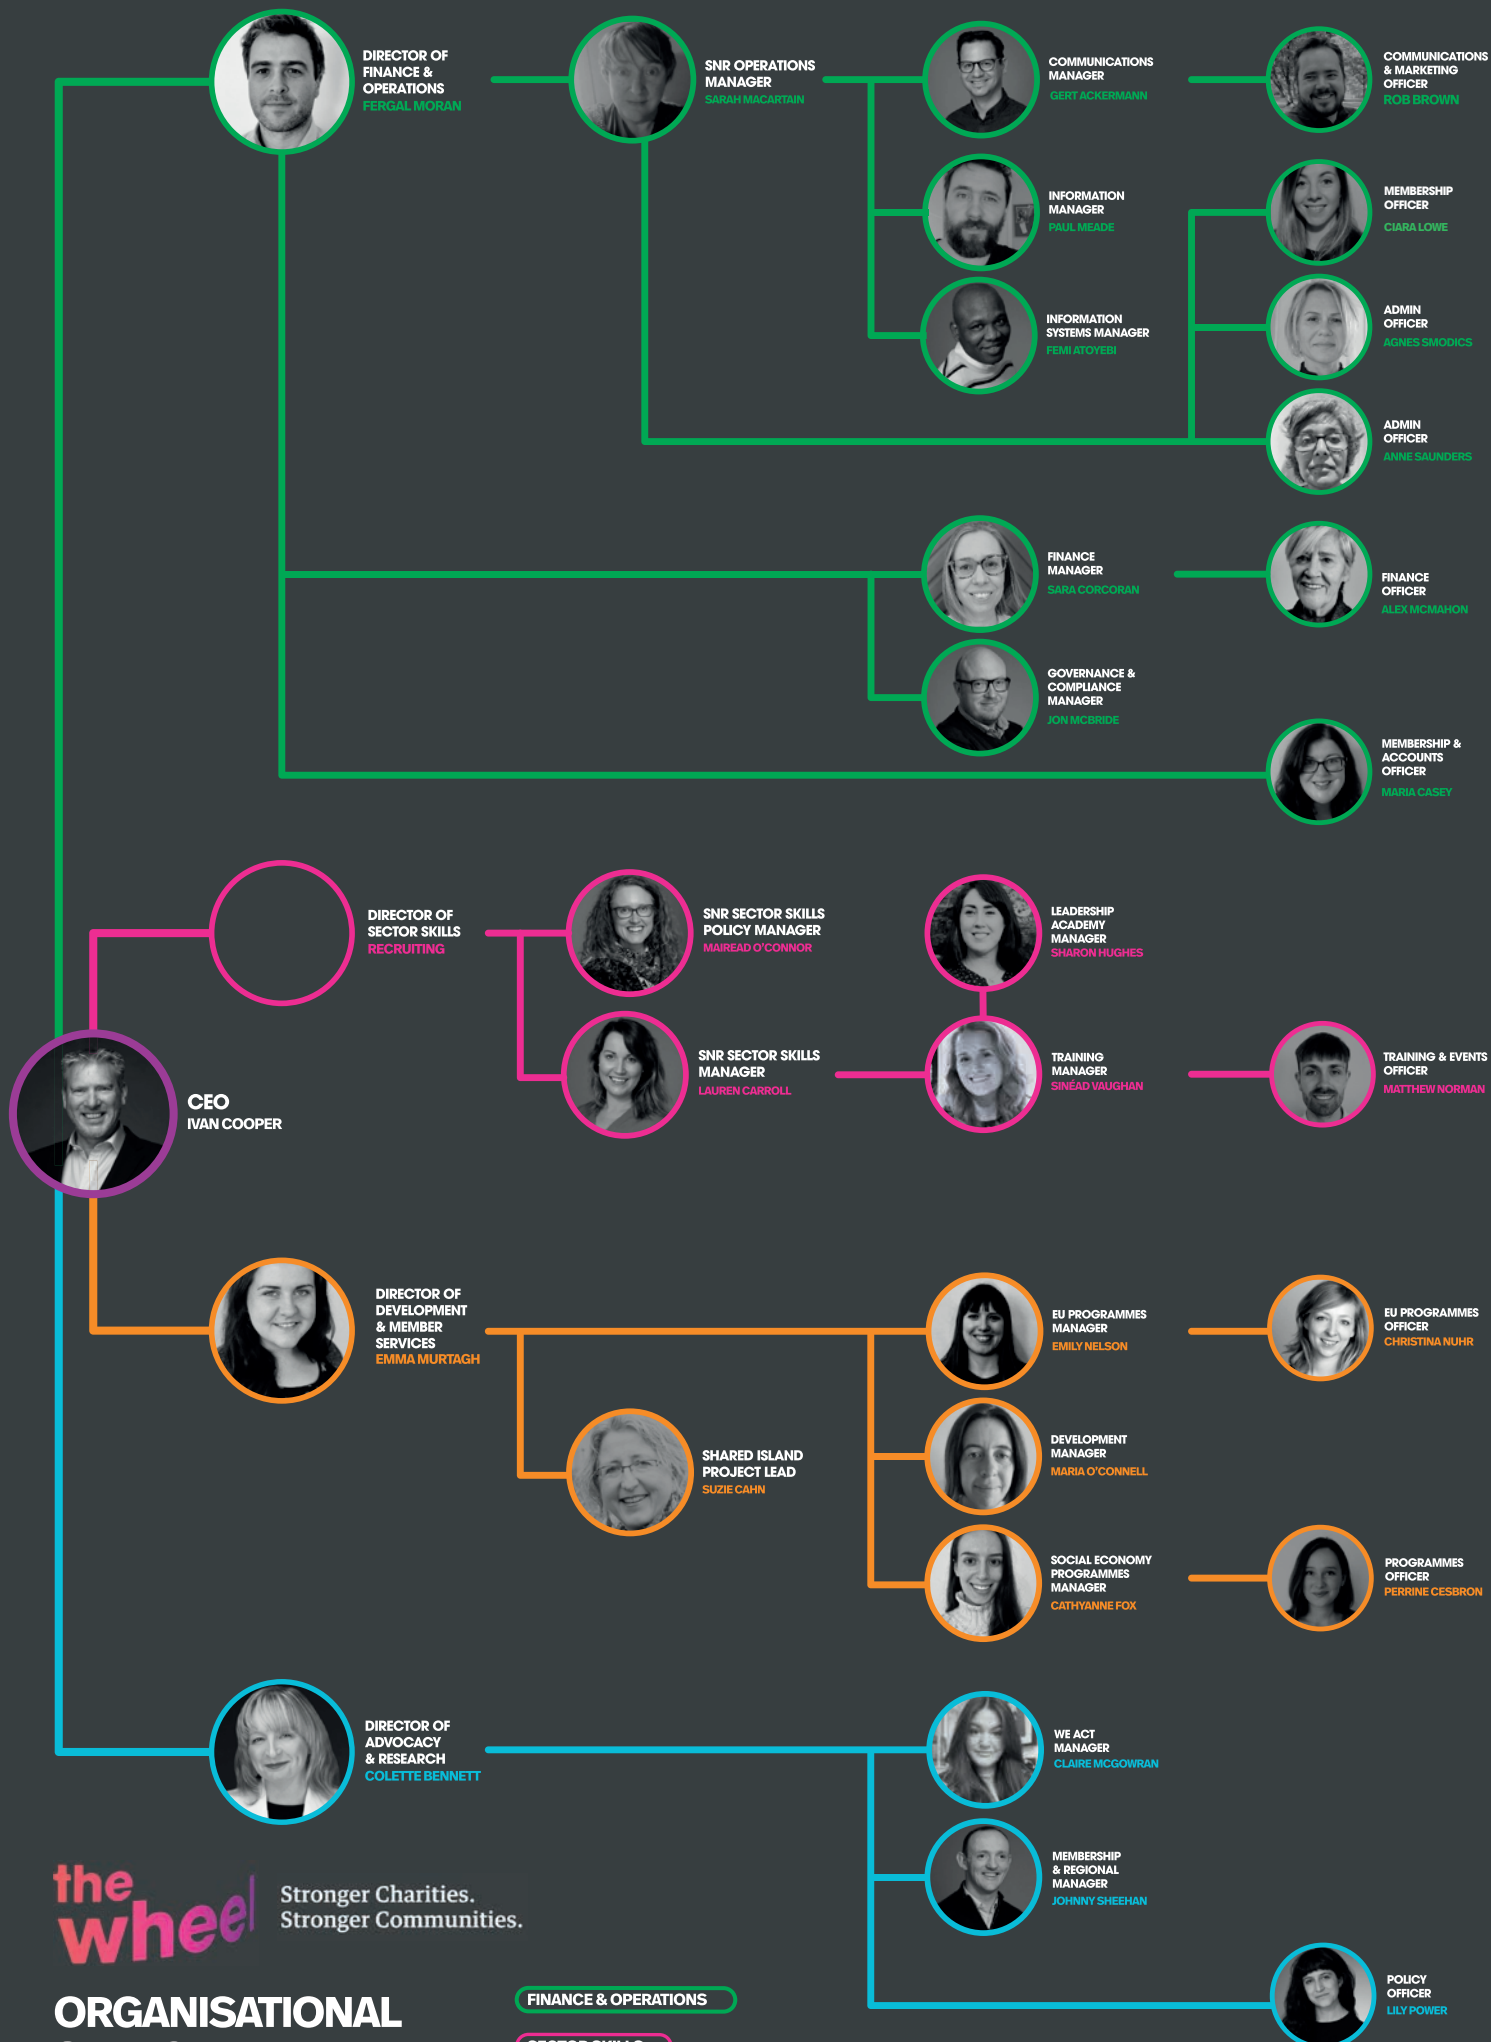 DIRECTOR OF
FINANCE &
OPERATIONS
FERGAL MORAN
SNR OPERATIONS
MANAGER
SARAH MACARTAIN
COMMUNICATIONS
MANAGER
GERT ACKERMANN
COMMUNICATIONS
& MARKETING
OFFICER
ROB BROWN
INFORMATION
MANAGER
PAUL MEADE
MEMBERSHIP
OFFICER
CIARA LOWE
INFORMATION
SYSTEMS MANAGER
FEMI ATOYEBI
ADMIN
OFFICER
AGNES SMODICS
ADMIN
OFFICER
ANNE SAUNDERS
FINANCE
MANAGER
SARA CORCORAN
FINANCE
OFFICER
ALEX MCMAHON
GOVERNANCE &
COMPLIANCE
MANAGER
JON MCBRIDE
MEMBERSHIP &
ACCOUNTS
OFFICER
MARIA CASEY
DIRECTOR OF
SECTOR SKILLS
RECRUITING
SNR SECTOR SKILLS
POLICY MANAGER
MAIREAD O'CONNOR
LEADERSHIP
ACADEMY
MANAGER
SHARON HUGHES
SNR SECTOR SKILLS
MANAGER
LAUREN CARROLL
TRAINING
MANAGER
SINÉAD VAUGHAN
TRAINING & EVENTS
OFFICER
MATTHEW NORMAN
CEO
IVAN COOPER
DIRECTOR OF
DEVELOPMENT
& MEMBER
SERVICES
EMMA MURTAGH
EU PROGRAMMES
MANAGER
EMILY NELSON
EU PROGRAMMES
OFFICER
CHRISTINA NUHR
SHARED ISLAND
PROJECT LEAD
SUZIE CAHN
DEVELOPMENT
MANAGER
MARIA O'CONNELL
SOCIAL ECONOMY
PROGRAMMES
MANAGER
CATHYANNE FOX
PROGRAMMES
OFFICER
PERRINE CESBRON
DIRECTOR OF
ADVOCACY
& RESEARCH
COLETTE BENNETT
WE ACT
MANAGER
CLAIRE MCGOWRAN
MEMBERSHIP
& REGIONAL
MANAGER
JOHNNY SHEEHAN
POLICY
OFFICER
LILY POWER
the
wheel
Stronger Charities.
Stronger Communities.
ORGANISATIONAL
FINANCE & OPERATIONS